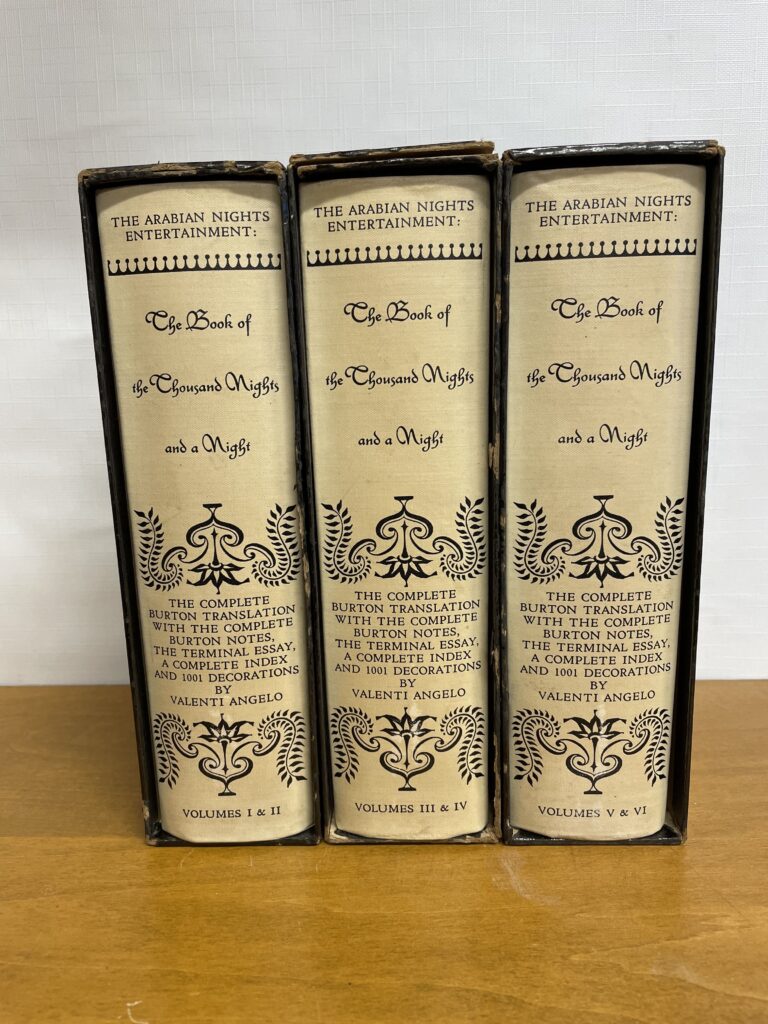 THE ARABIAN NIGHTS
ENTERTAINMENT:
The Book of
the Thousand Nights
and a Night
THE COMPLETE
BURTON TRANSLATION
WITH THE COMPLETE
BURTON NOTES,
THE TERMINAL ESSAY,
A COMPLETE INDEX
AND 1001 DECORATIONS
BY
VALENTI ANGELO
VOLUMES I & II
THE ARABIAN NIGHTS
ENTERTAINMENT:
The Book of
the Thousand Nights
and a Night
THE COMPLETE
BURTON TRANSLATION
WITH THE COMPLETE
BURTON NOTES,
THE TERMINAL ESSAY,
A COMPLETE INDEX
AND 1001 DECORATIONS
BY
VALENTI ANGELO
VOLUMES III & IV
THE ARABIAN NIGHTS
ENTERTAINMENT:
The Book of
the Thousand Nights
and a Night
THE COMPLETE
BURTON TRANSLATION
WITH THE COMPLETE
BURTON NOTES,
THE TERMINAL ESSAY,
A COMPLETE INDEX
AND 1001 DECORATIONS
BY
VALENTI ANGELO
VOLUMES V & VI